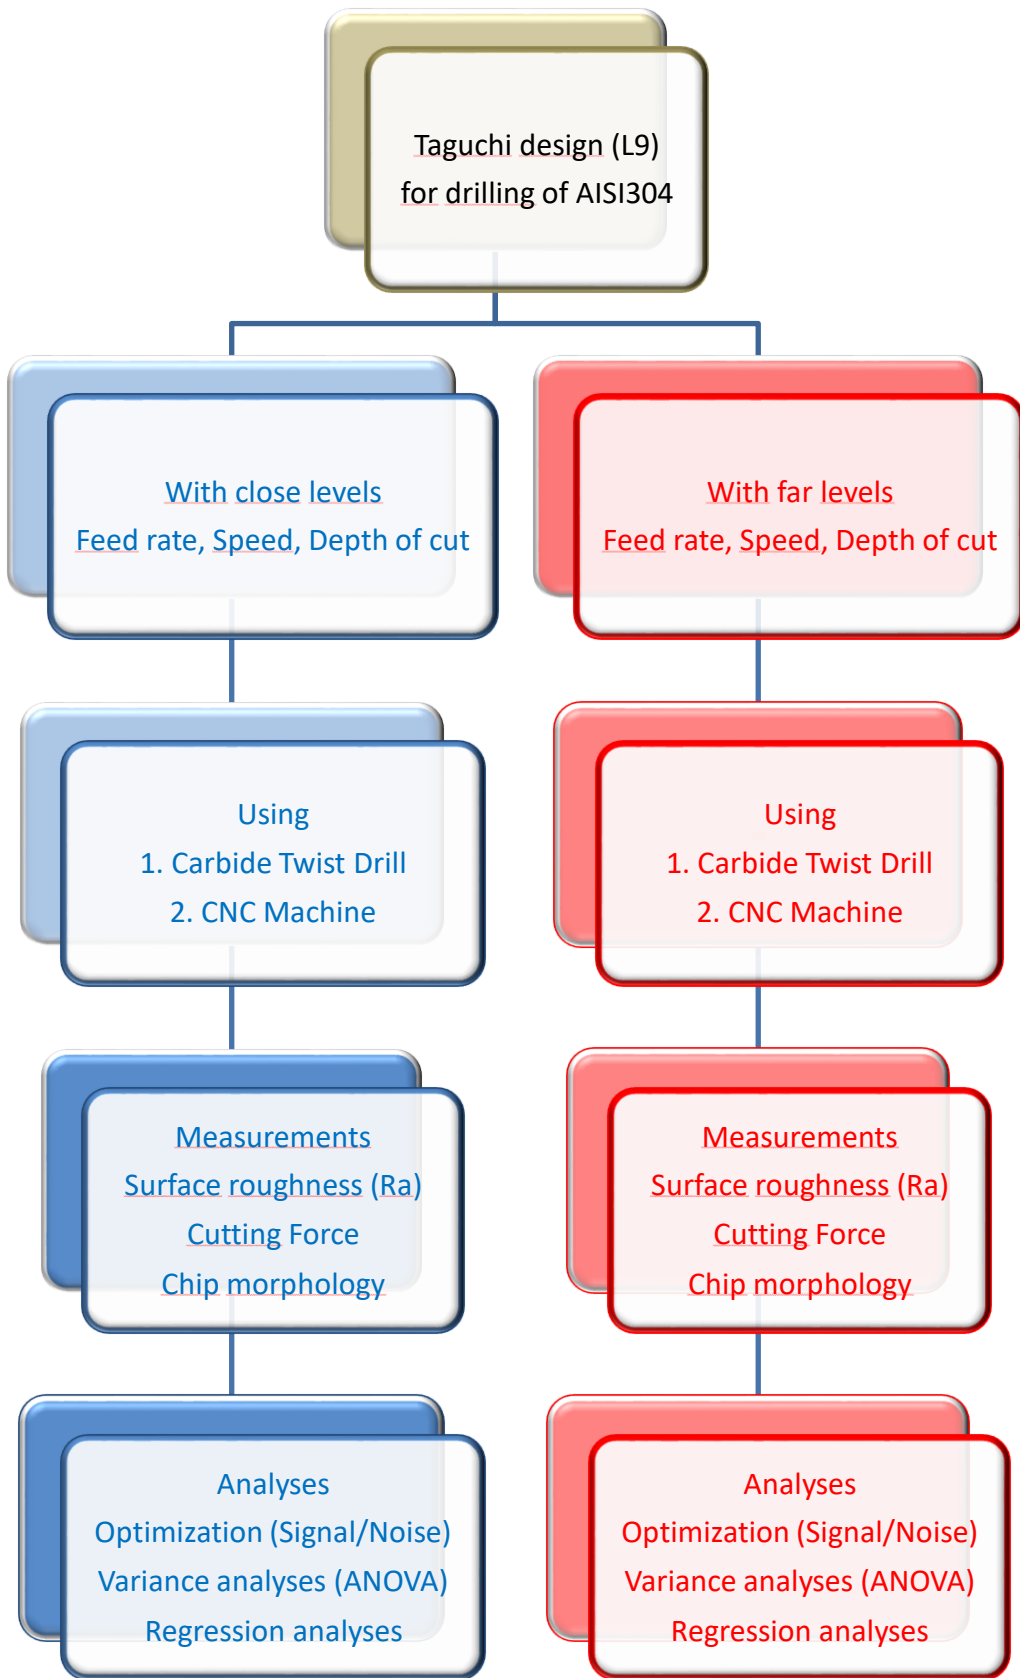 Taguchi design (L9)
for drilling of AISI304
With close levels
Feed rate, Speed, Depth of cut
With far levels
Feed rate, Speed, Depth of cut
Using
1. Carbide Twist Drill
2. CNC Machine
Using
1. Carbide Twist Drill
2. CNC Machine
Measurements
Surface roughness (Ra)
Cutting Force
Chip morphology
Measurements
Surface roughness (Ra)
Cutting Force
Chip morphology
Analyses
Optimization (Signal/Noise)
Variance analyses (ANOVA)
Regression analyses
Analyses
Optimization (Signal/Noise)
Variance analyses (ANOVA)
Regression analyses